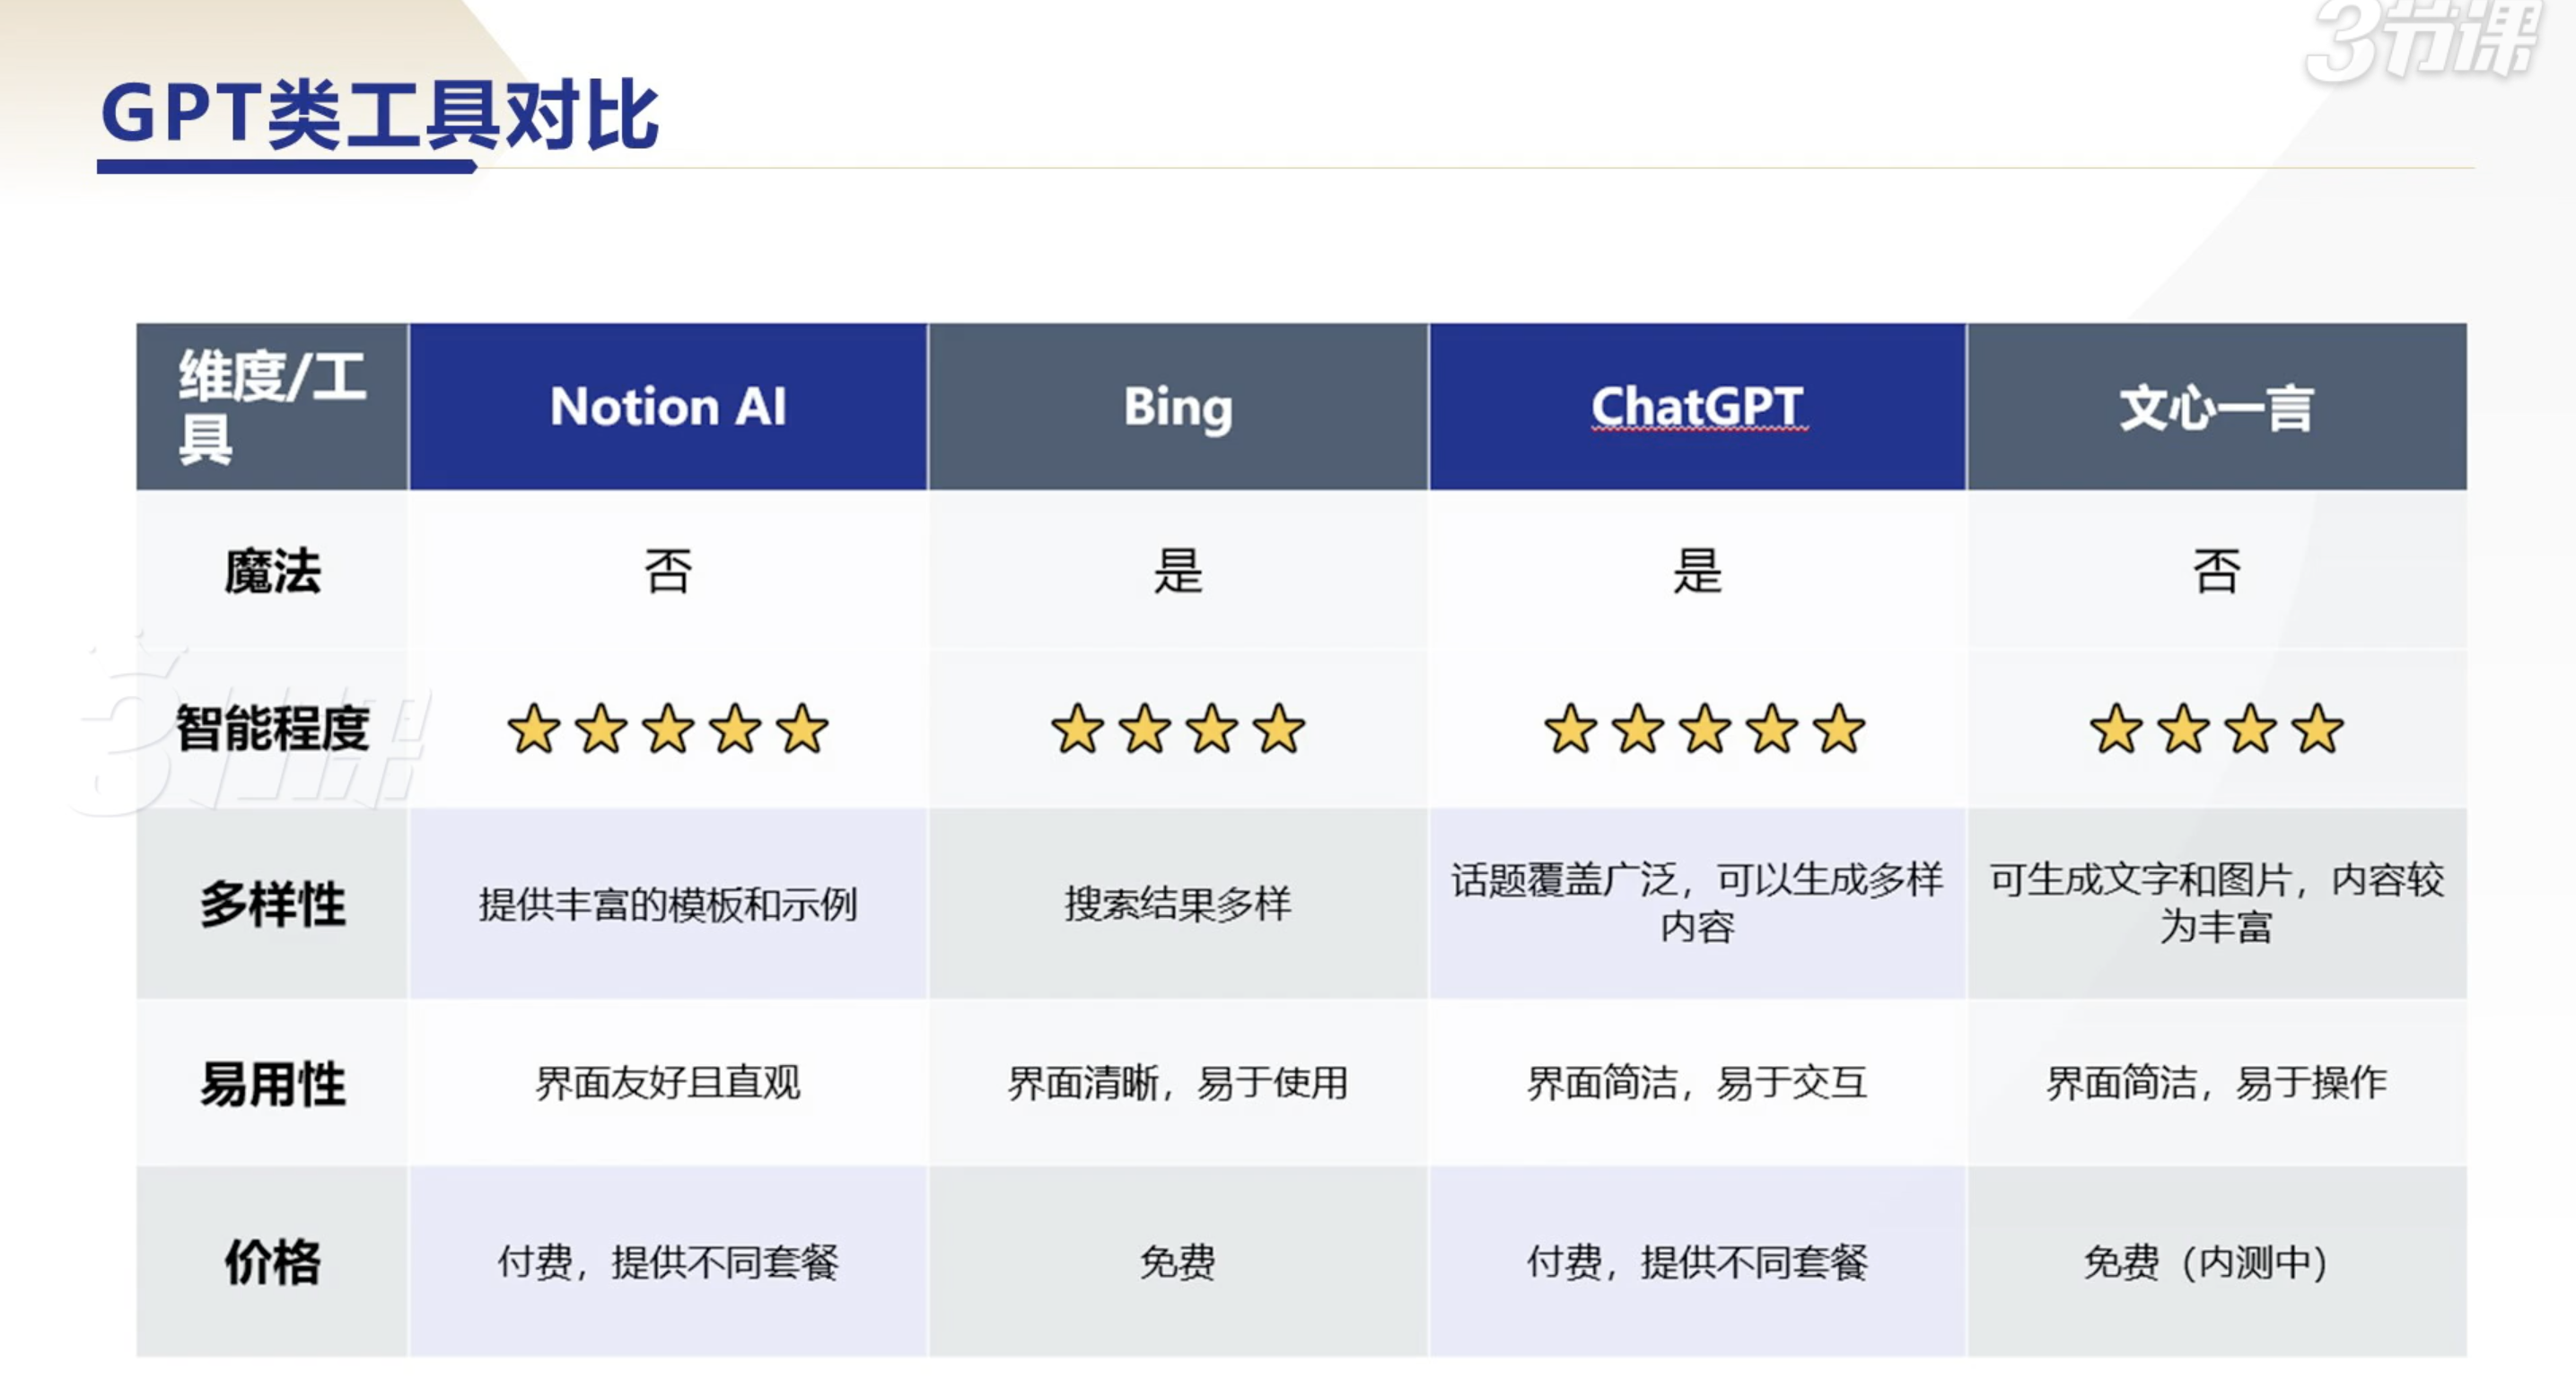 3节课
GPT类工具对比
维度/工
具
Notion AI
Bing
ChatGPT
文心一言
魔法
否
是
是
否
智能程度
多样性
提供丰富的模板和示例
搜索结果多样
话题覆盖广泛，可以生成多样
内容
可生成文字和图片，内容较
为丰富
易用性
界面友好且直观
界面清晰，易于使用
界面简洁，易于交互
界面简洁，易于操作
价格
付费，提供不同套餐
免费
付费，提供不同套餐
免费（内测中）
3节课